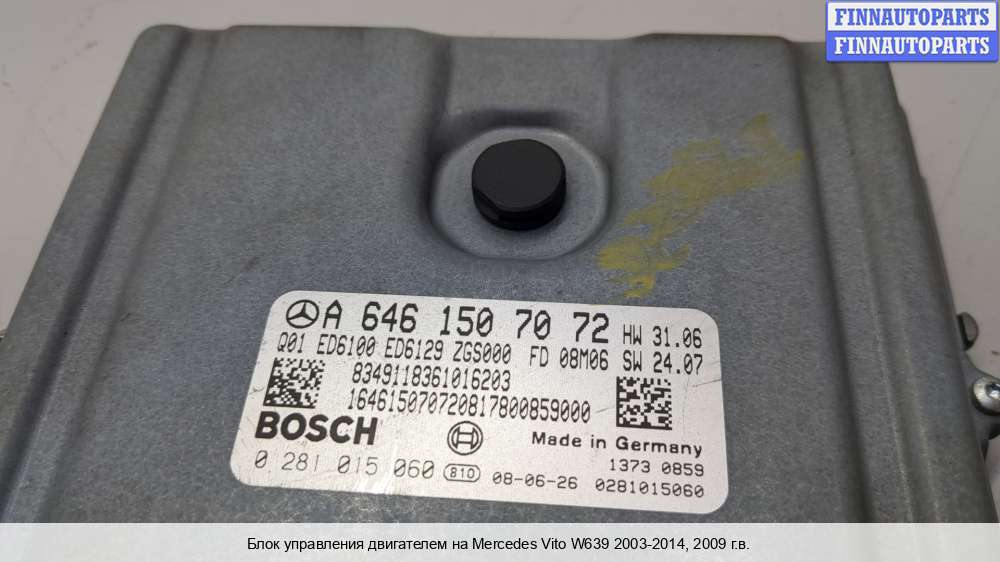 FINNAUTOPARTS
FINNAUTOPARTS
A 646 150 70 72 HW 31.06
Q01 ED6100 ED6129 ZGS000 FD 08M06 SW 24.07
8349118361016203
16461507072081780085​9000
BOSCH
Made in Germany
1373 0859
0 281 015 060 810 08-06-26 0281015060
Блок управления двигателем на Mercedes Vito W639 2003-2014, 2009 г.в.